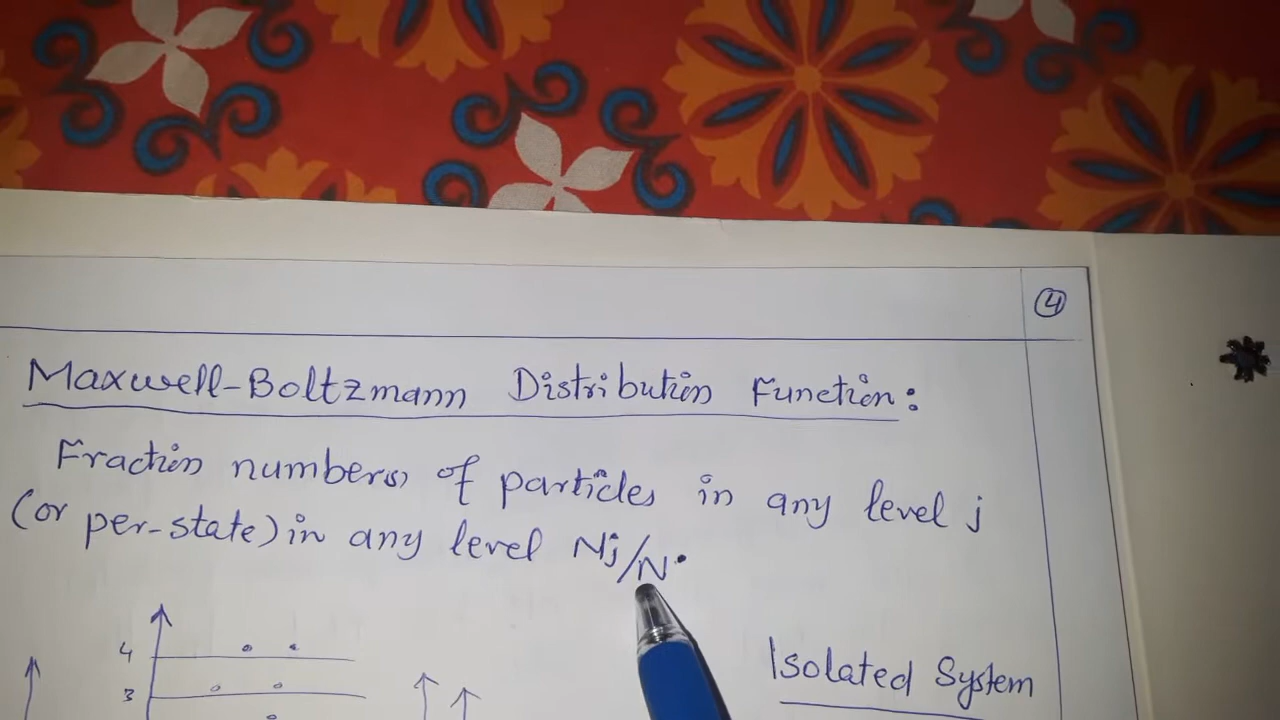 4
Maxwell-Boltzmann Distribution Function:
Fraction numbers of particles in any level j
(or per-state) in any level Nj/N.
4
3
Isolated System